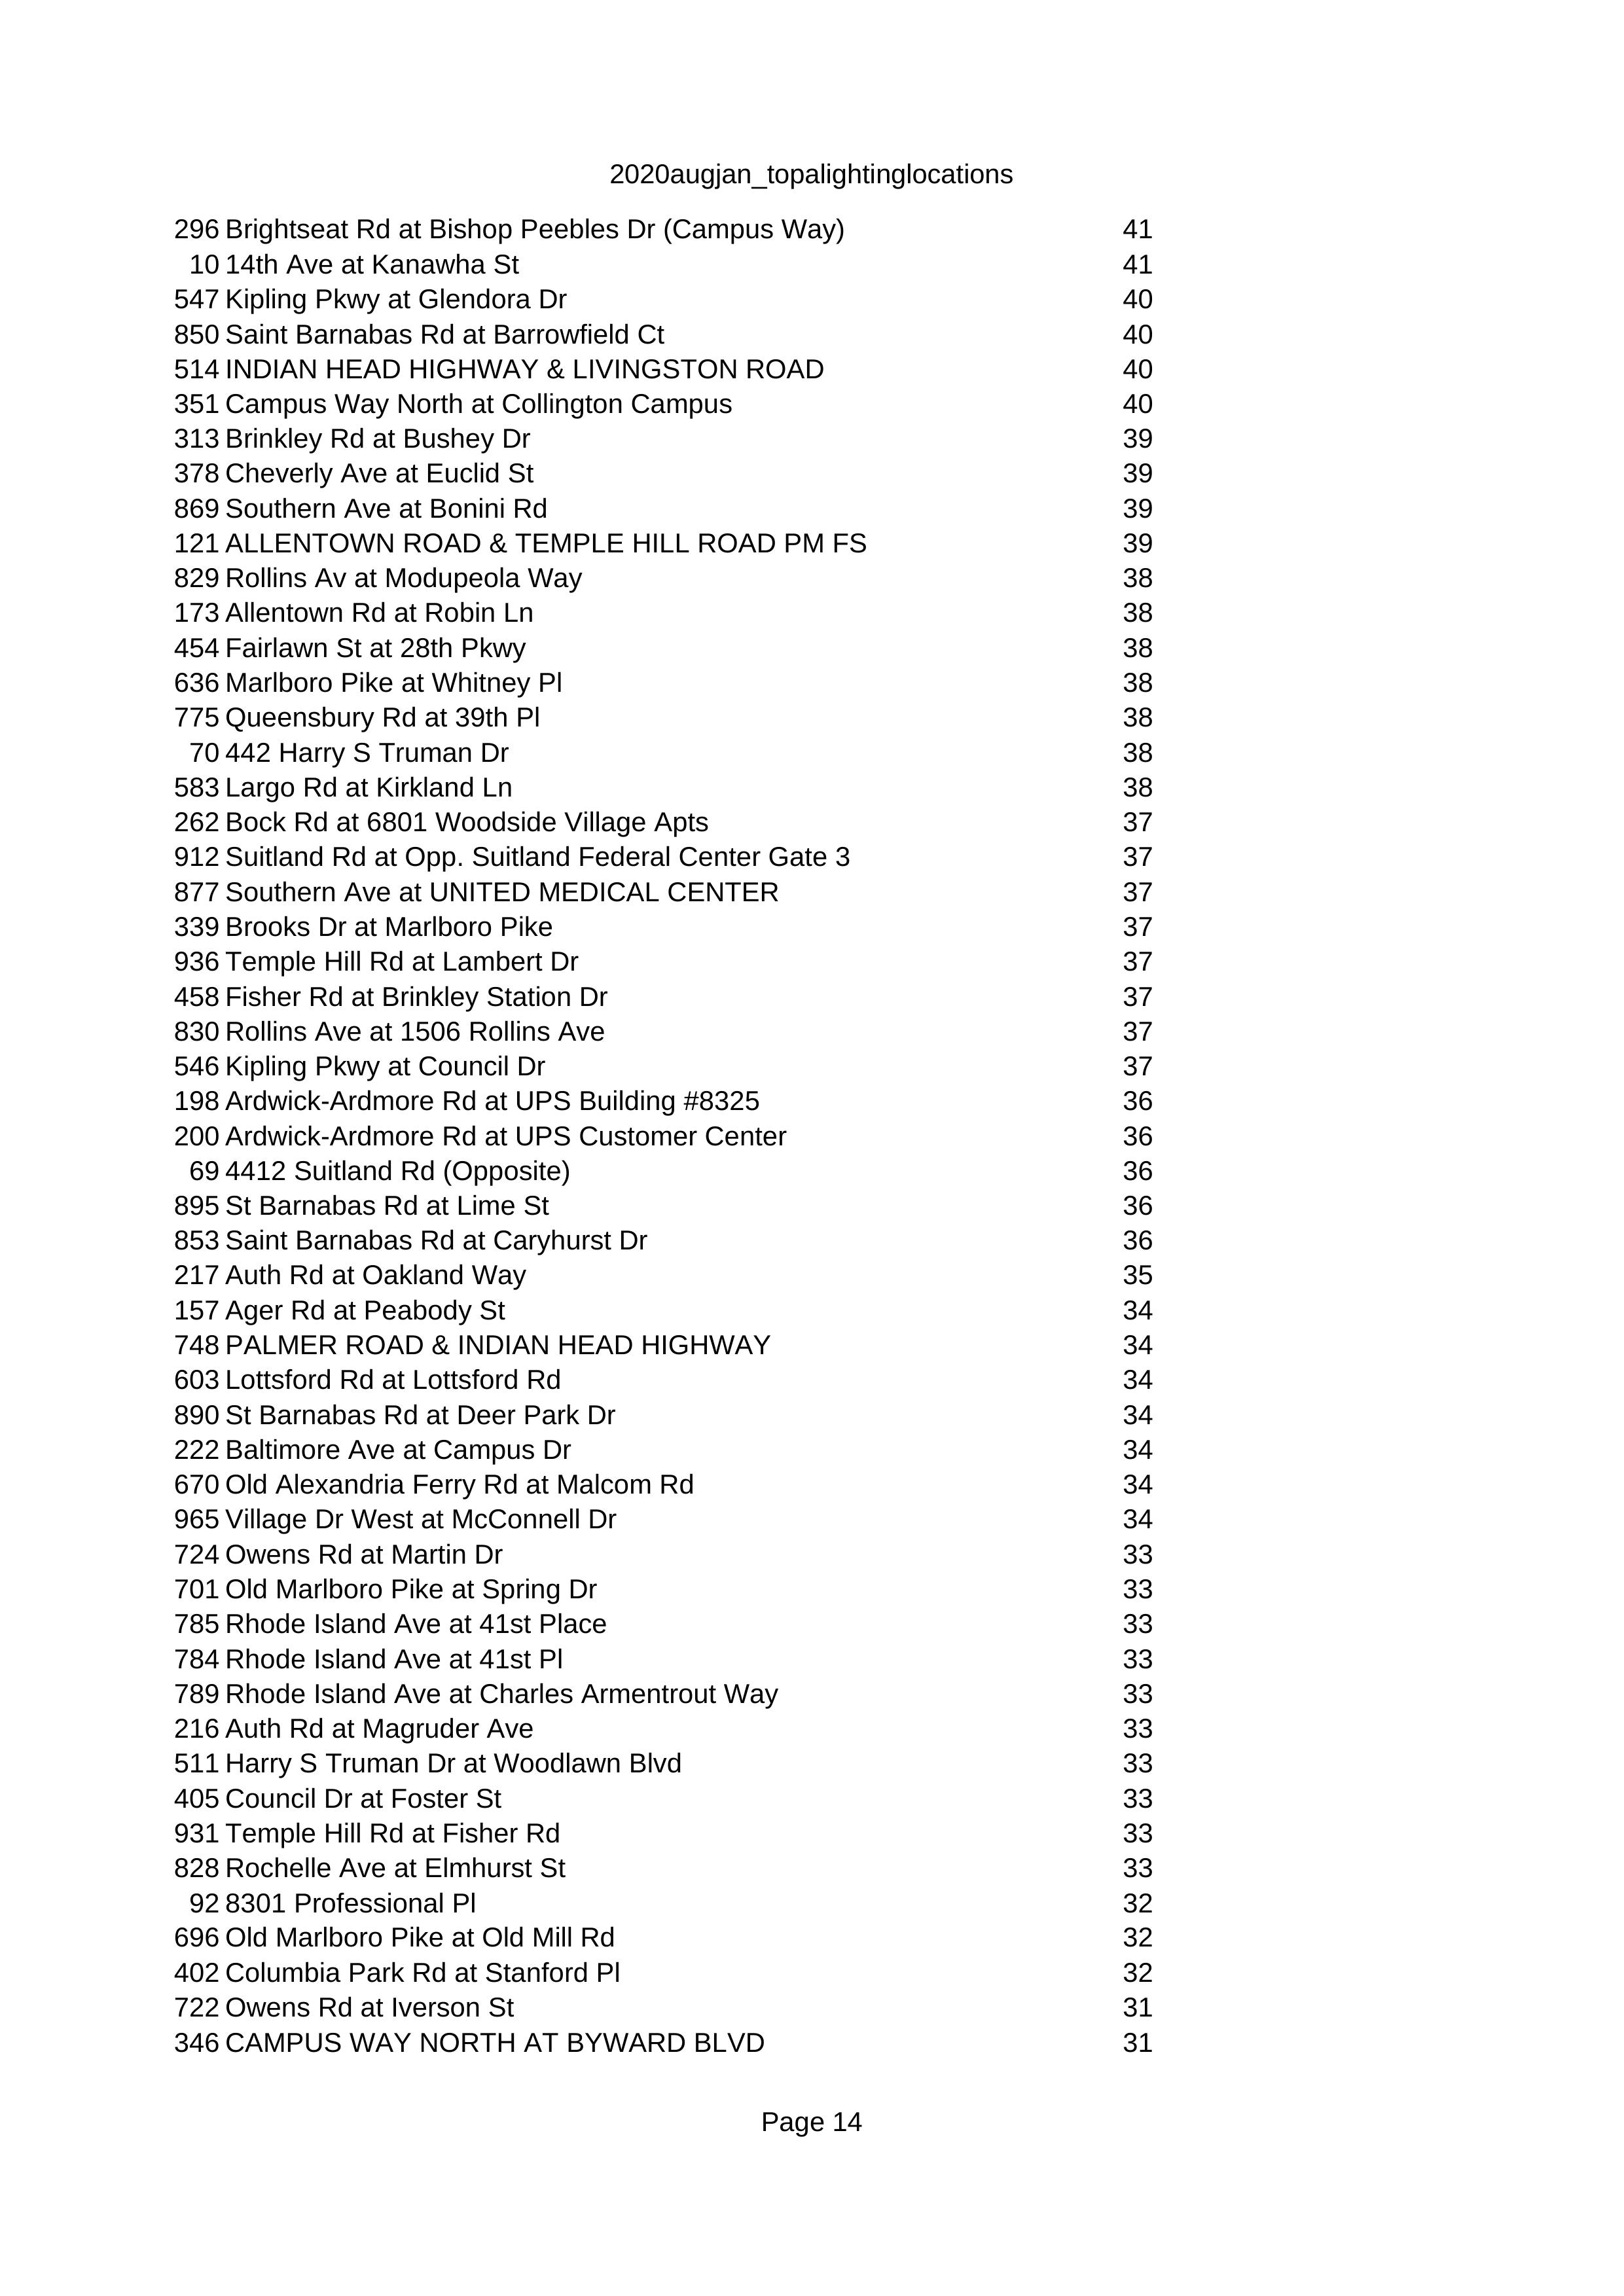 2020augjan_topalightinglocations
296 Brightseat Rd at Bishop Peebles Dr (Campus Way) 41
10 14th Ave at Kanawha St 41
547 Kipling Pkwy at Glendora Dr 40
850 Saint Barnabas Rd at Barrowfield Ct 40
514 INDIAN HEAD HIGHWAY & LIVINGSTON ROAD 40
351 Campus Way North at Collington Campus 40
313 Brinkley Rd at Bushey Dr 39
378 Cheverly Ave at Euclid St 39
869 Southern Ave at Bonini Rd 39
121 ALLENTOWN ROAD & TEMPLE HILL ROAD PM FS 39
829 Rollins Av at Modupeola Way 38
173 Allentown Rd at Robin Ln 38
454 Fairlawn St at 28th Pkwy 38
636 Marlboro Pike at Whitney Pl 38
775 Queensbury Rd at 39th Pl 38
70 442 Harry S Truman Dr 38
583 Largo Rd at Kirkland Ln 38
262 Bock Rd at 6801 Woodside Village Apts 37
912 Suitland Rd at Opp. Suitland Federal Center Gate 3 37
877 Southern Ave at UNITED MEDICAL CENTER 37
339 Brooks Dr at Marlboro Pike 37
936 Temple Hill Rd at Lambert Dr 37
458 Fisher Rd at Brinkley Station Dr 37
830 Rollins Ave at 1506 Rollins Ave 37
546 Kipling Pkwy at Council Dr 37
198 Ardwick-Ardmore Rd at UPS Building #8325 36
200 Ardwick-Ardmore Rd at UPS Customer Center 36
69 4412 Suitland Rd (Opposite) 36
895 St Barnabas Rd at Lime St 36
853 Saint Barnabas Rd at Caryhurst Dr 36
217 Auth Rd at Oakland Way 35
157 Ager Rd at Peabody St 34
748 PALMER ROAD & INDIAN HEAD HIGHWAY 34
603 Lottsford Rd at Lottsford Rd 34
890 St Barnabas Rd at Deer Park Dr 34
222 Baltimore Ave at Campus Dr 34
670 Old Alexandria Ferry Rd at Malcom Rd 34
965 Village Dr West at McConnell Dr 34
724 Owens Rd at Martin Dr 33
701 Old Marlboro Pike at Spring Dr 33
785 Rhode Island Ave at 41st Place 33
784 Rhode Island Ave at 41st Pl 33
789 Rhode Island Ave at Charles Armentrout Way 33
216 Auth Rd at Magruder Ave 33
511 Harry S Truman Dr at Woodlawn Blvd 33
405 Council Dr at Foster St 33
931 Temple Hill Rd at Fisher Rd 33
828 Rochelle Ave at Elmhurst St 33
92 8301 Professional Pl 32
696 Old Marlboro Pike at Old Mill Rd 32
402 Columbia Park Rd at Stanford Pl 32
722 Owens Rd at Iverson St 31
346 CAMPUS WAY NORTH AT BYWARD BLVD 31
Page 14